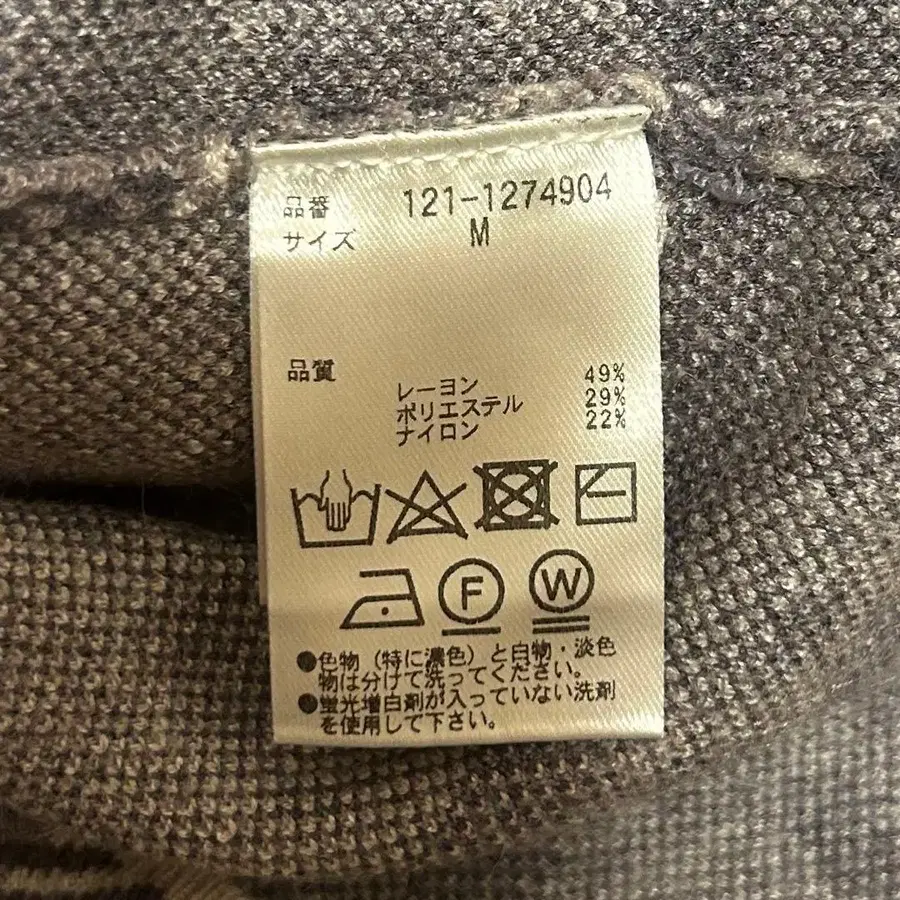 品番 121-1274904
サイズ M
品質
レーヨン 49%
ポリエステル 29%
ナイロン 22%
F W
●色物（特に濃色）と白物・淡色
物は分けて洗ってください。
●蛍光増白剤が入っていない洗剤
を使用して下さい。